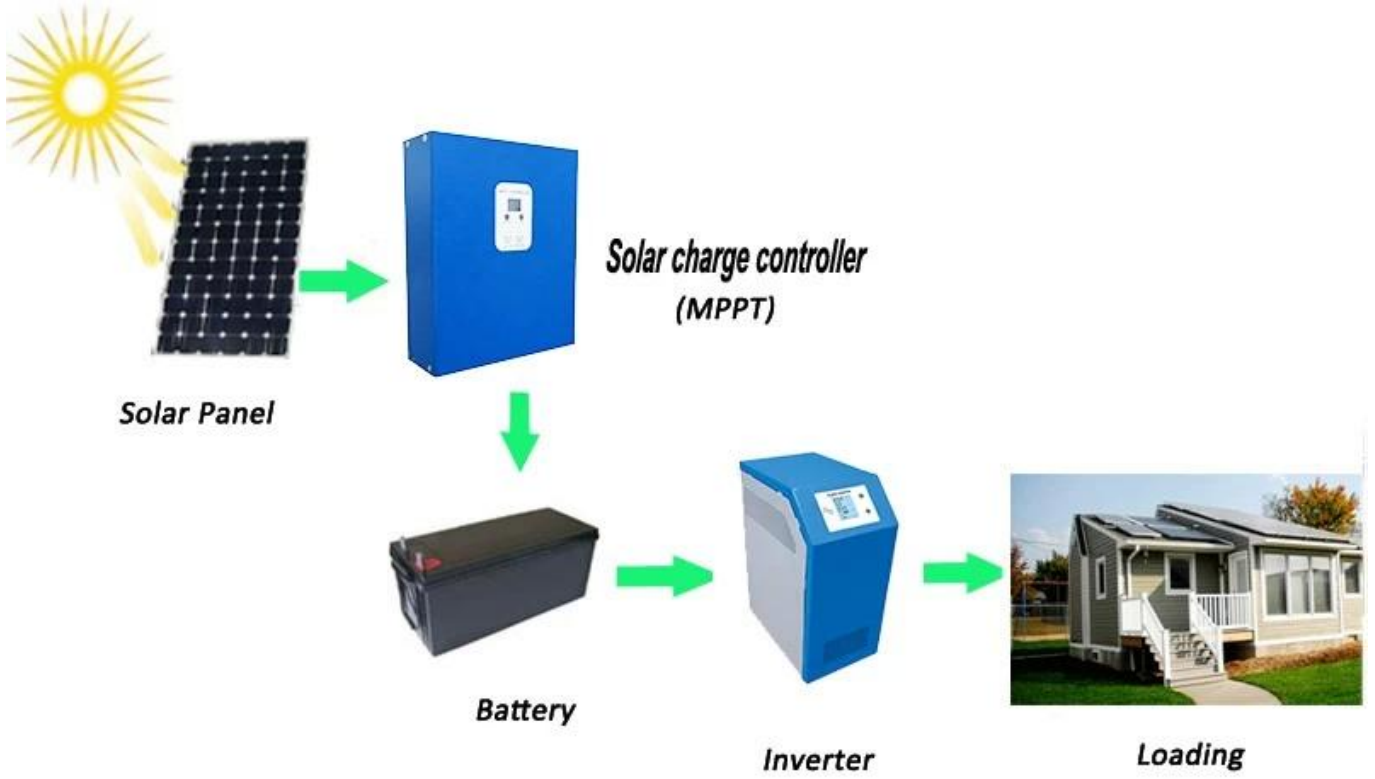 Solar charge controller
(MPPT)
Solar Panel
Battery
Inverter
Loading